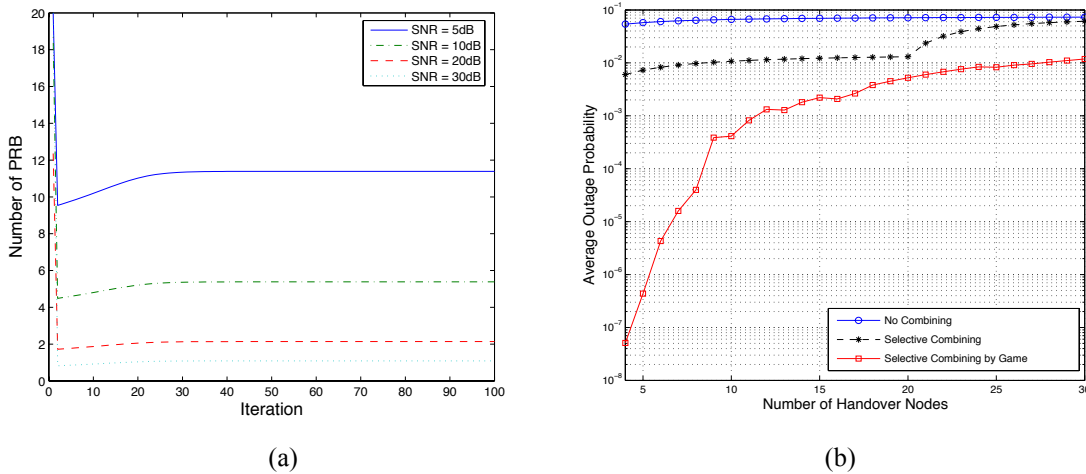 20
18
16
14
12
10
8
6
4
2
0
Number of PRB
SNR = 5dB
SNR = 10dB
SNR = 20dB
SNR = 30dB
0 10 20 30 40 50 60 70 80 90 100
Iteration
(a)
10⁻¹
10⁻²
10⁻³
10⁻⁴
10⁻⁵
10⁻⁶
10⁻⁷
10⁻⁸
Average Outage Probability
No Combining
Selective Combining
Selective Combining by Game
5 10 15 20 25 30
Number of Handover Nodes
(b)